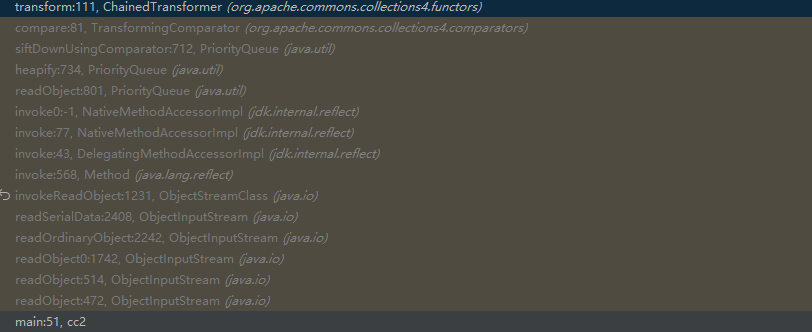 transform:111, ChainedTransformer (org.apache.commons.collections4.functors)
compare:81, TransformingComparator (org.apache.commons.collections4.comparators)
siftDownUsingComparator:712, PriorityQueue (java.util)
heapify:734, PriorityQueue (java.util)
readObject:801, PriorityQueue (java.util)
invoke0:-1, NativeMethodAccessorImpl (jdk.internal.reflect)
invoke:77, NativeMethodAccessorImpl (jdk.internal.reflect)
invoke:43, DelegatingMethodAccessorImpl (jdk.internal.reflect)
invoke:568, Method (java.lang.reflect)
invokeReadObject:1231, ObjectStreamClass (java.io)
readSerialData:2408, ObjectInputStream (java.io)
readOrdinaryObject:2242, ObjectInputStream (java.io)
readObject0:1742, ObjectInputStream (java.io)
readObject:514, ObjectInputStream (java.io)
readObject:472, ObjectInputStream (java.io)
main:51, cc2